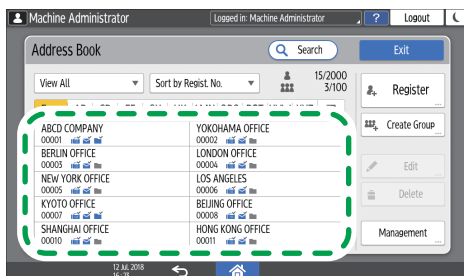 Machine Administrator
Logged in: Machine Administrator
?
Logout
Address Book
Search
Exit
View All
Sort by Regist. No.
15/2000
3/100
Register
Create Group
Edit
Delete
Management
ABCD COMPANY
00001
YOKOHAMA OFFICE
00002
BERLIN OFFICE
00003
LONDON OFFICE
00004
NEW YORK OFFICE
00005
LOS ANGELES
00006
KYOTO OFFICE
00007
BEIJING OFFICE
00008
SHANGHAI OFFICE
00010
HONG KONG OFFICE
00011
12 Jul. 2018
16:23